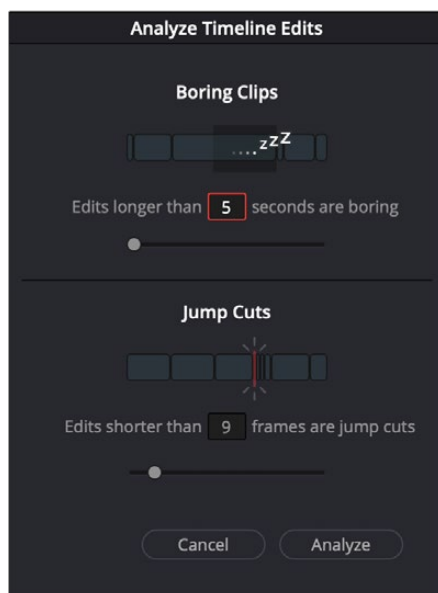 Analyze Timeline Edits
Boring Clips
....zzZ
Edits longer than 5 seconds are boring
Jump Cuts
Edits shorter than 9 frames are jump cuts
Cancel Analyze